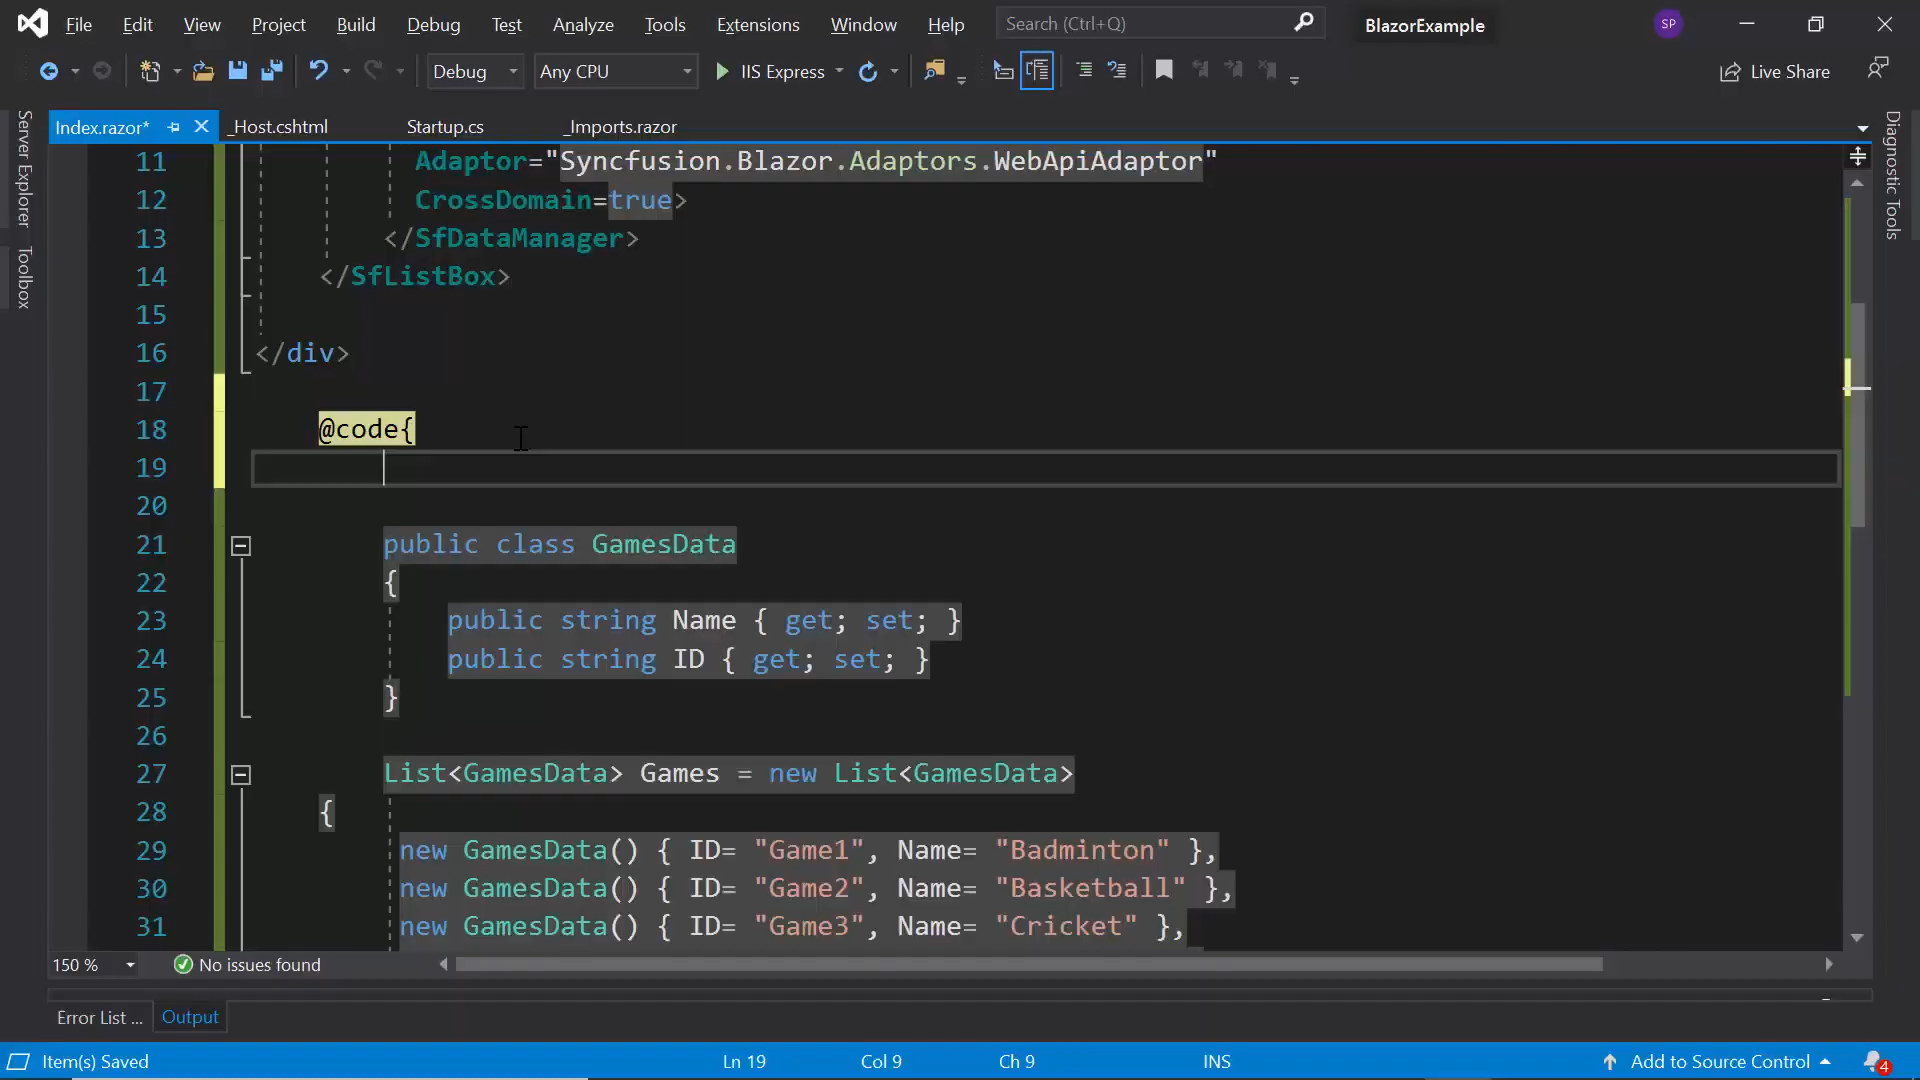 File Edit View Project Build Debug Test Analyze Tools Extensions Window Help Search (Ctrl+Q) BlazorExample SP
Debug Any CPU IIS Express Live Share
Server Explorer
Toolbox
Diagnostic Tools
Index.razor* _Host.cshtml Startup.cs _Imports.razor
11 Adaptor="Syncfusion.Blazor.Adaptors.WebApiAdaptor"
12 CrossDomain=true>
13 </SfDataManager>
14 </SfListBox>
15
16 </div>
17
18 @code{
19
20
21 public class GamesData
22 {
23 public string Name { get; set; }
24 public string ID { get; set; }
25 }
26
27 List<GamesData> Games = new List<GamesData>
28 {
29 new GamesData() { ID= "Game1", Name= "Badminton" },
30 new GamesData() { ID= "Game2", Name= "Basketball" },
31 new GamesData() { ID= "Game3", Name= "Cricket" },
150 % No issues found
Error List ... Output
Item(s) Saved Ln 19 Col 9 Ch 9 INS Add to Source Control 4